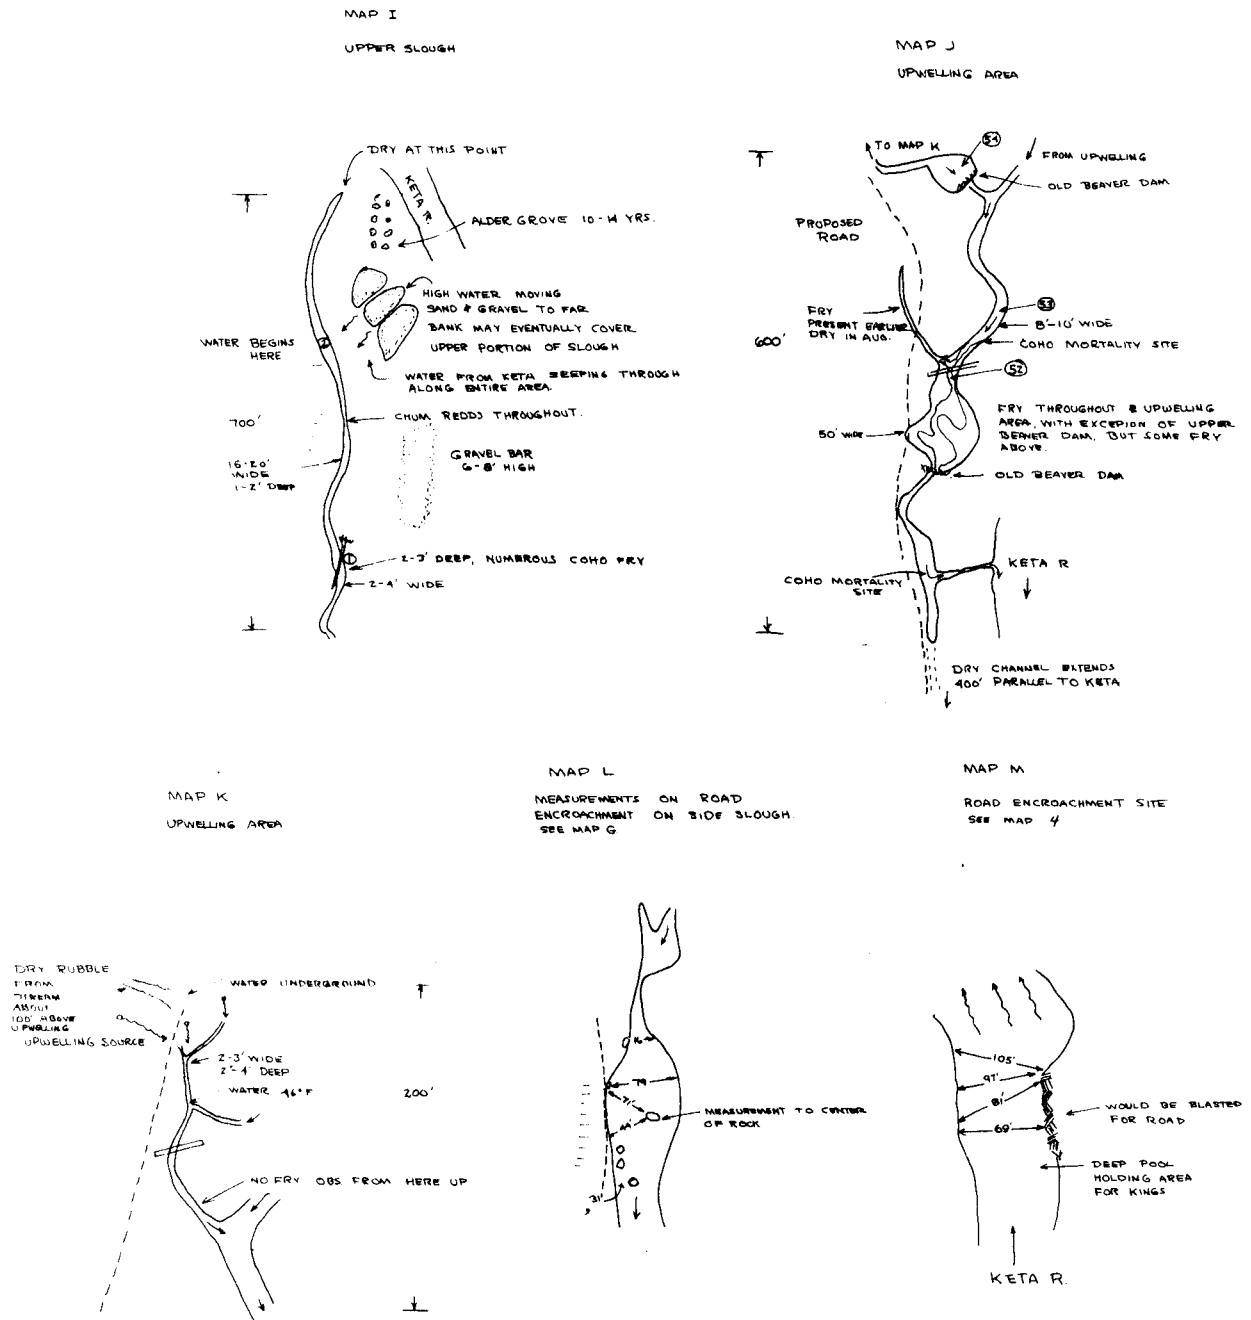 MAP I
UPPER SLOUGH
DRY AT THIS POINT
KETA R.
ALDER GROVE 10-14 YRS.
HIGH WATER MOVING
SAND & GRAVEL TO FAR
BANK MAY EVENTUALLY COVER
UPPER PORTION OF SLOUGH
WATER BEGINS
HERE
2
WATER FROM KETA SEEPING THROUGH
ALONG ENTIRE AREA.
700'
CHUM REDDS THROUGHOUT.
16-20'
WIDE
1-2' DEEP
GRAVEL BAR
6-8' HIGH
1
2-3' DEEP, NUMEROUS COHO FRY
2-4' WIDE
MAP J
UPWELLING AREA
TO MAP K
54
FROM UPWELLING
OLD BEAVER DAM
PROPOSED
ROAD
FRY
PRESENT EARLIER
DRY IN AUG.
53
8'-10' WIDE
600'
COHO MORTALITY SITE
52
FRY THROUGHOUT & UPWELLING
AREA, WITH EXCEPION OF UPPER
BEAVER DAM, BUT SOME FRY
ABOVE.
50' WIDE
OLD BEAVER DAM
KETA R
COHO MORTALITY
SITE
DRY CHANNEL EXTENDS
400' PARALLEL TO KETA
MAP K
UPWELLING AREA
DRY RUBBLE
FROM
STREAM
ABOUT
100' ABOVE
UPWELLING
UPWELLING SOURCE
WATER UNDERGROUND
2-3' WIDE
2'-4' DEEP
WATER 46°F
200'
NO FRY OBS FROM HERE UP
MAP L
MEASUREMENTS ON ROAD
ENCROACHMENT ON SIDE SLOUGH.
SEE MAP G
16
79
71'
44'
MEASUREMENT TO CENTER
OF ROCK
31'
MAP M
ROAD ENCROACHMENT SITE
SEE MAP 4
105'
97'
81'
69'
WOULD BE BLASTED
FOR ROAD
DEEP POOL
HOLDING AREA
FOR KINGS
KETA R.